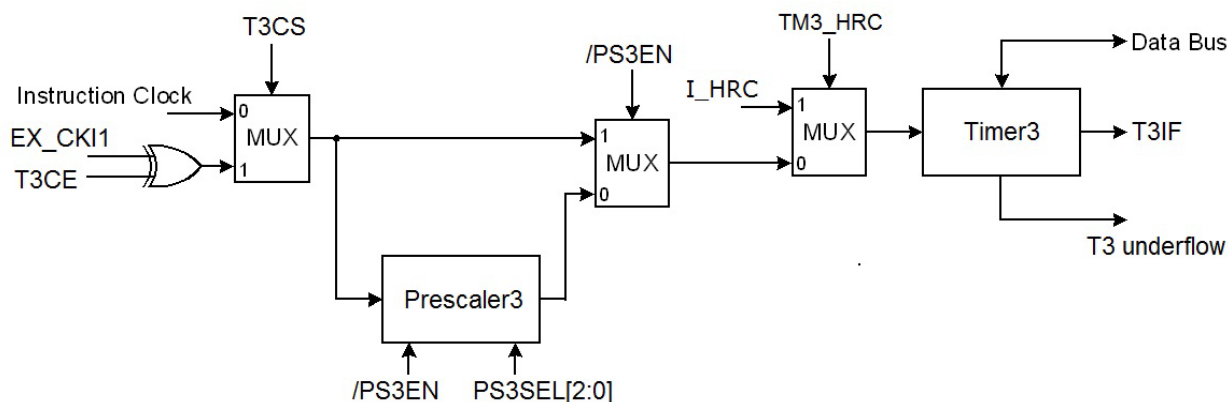 T3CS
TM3_HRC
/PS3EN
Data Bus
Instruction Clock
0
I_HRC
1
EX_CKI1
MUX
1
MUX
Timer3
T3IF
T3CE
1
MUX
0
0
T3 underflow
Prescaler3
/PS3EN
PS3SEL[2:0]